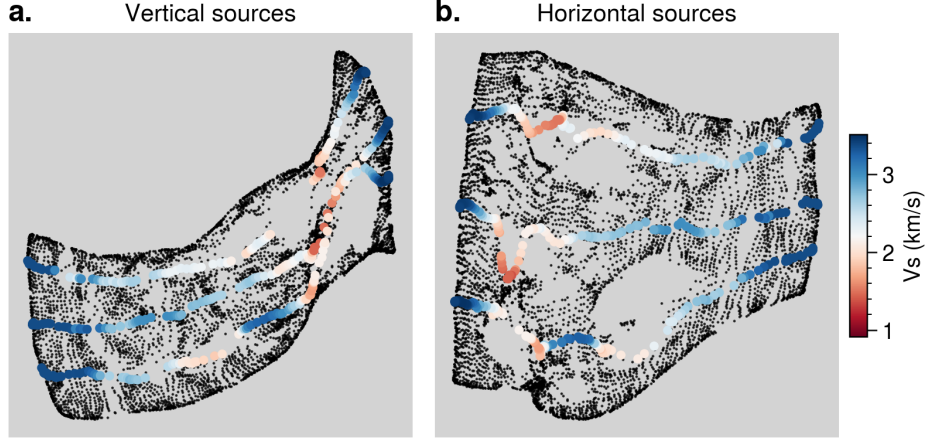 a. Vertical sources
b. Horizontal sources
3
2
1
Vs (km/s)